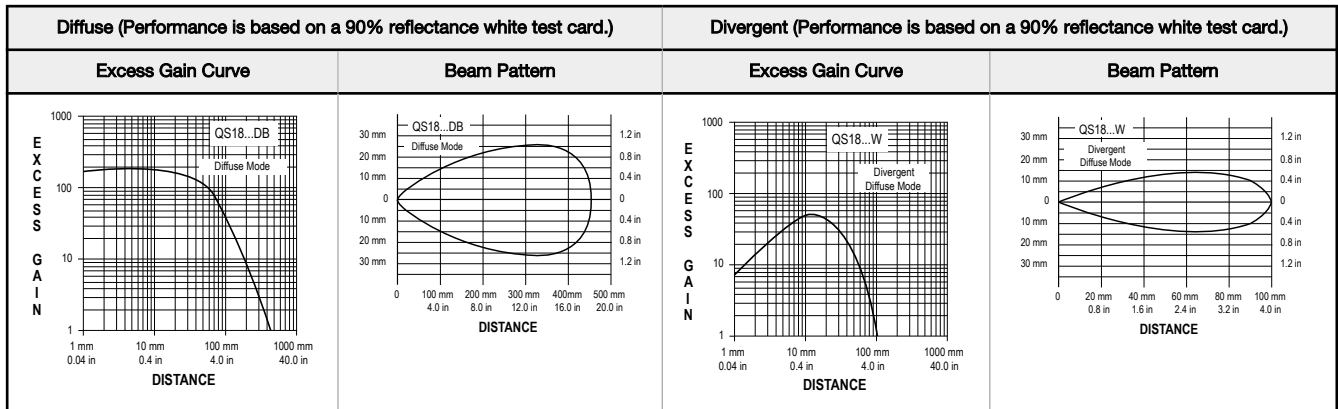 Diffuse (Performance is based on a 90% reflectance white test card.)
Divergent (Performance is based on a 90% reflectance white test card.)
Excess Gain Curve
Beam Pattern
Excess Gain Curve
Beam Pattern
EXCESS GAIN
1000
100
10
1
QS18...DB
Diffuse Mode
1 mm 10 mm 100 mm 1000 mm
0.04 in 0.4 in 4.0 in 40.0 in
DISTANCE
QS18...DB
Diffuse Mode
30 mm 1.2 in
20 mm 0.8 in
10 mm 0.4 in
0 0
10 mm 0.4 in
20 mm 0.8 in
30 mm 1.2 in
0 100 mm 200 mm 300 mm 400mm 500 mm
4.0 in 8.0 in 12.0 in 16.0 in 20.0 in
DISTANCE
EXCESS GAIN
1000
100
10
1
QS18...W
Divergent
Diffuse Mode
1 mm 10 mm 100 mm 1000 mm
0.04 in 0.4 in 4.0 in 40.0 in
DISTANCE
QS18...W
Divergent
Diffuse Mode
30 mm 1.2 in
20 mm 0.8 in
10 mm 0.4 in
0 0
10 mm 0.4 in
20 mm 0.8 in
30 mm 1.2 in
0 20 mm 40 mm 60 mm 80 mm 100 mm
0.8 in 1.6 in 2.4 in 3.2 in 4.0 in
DISTANCE